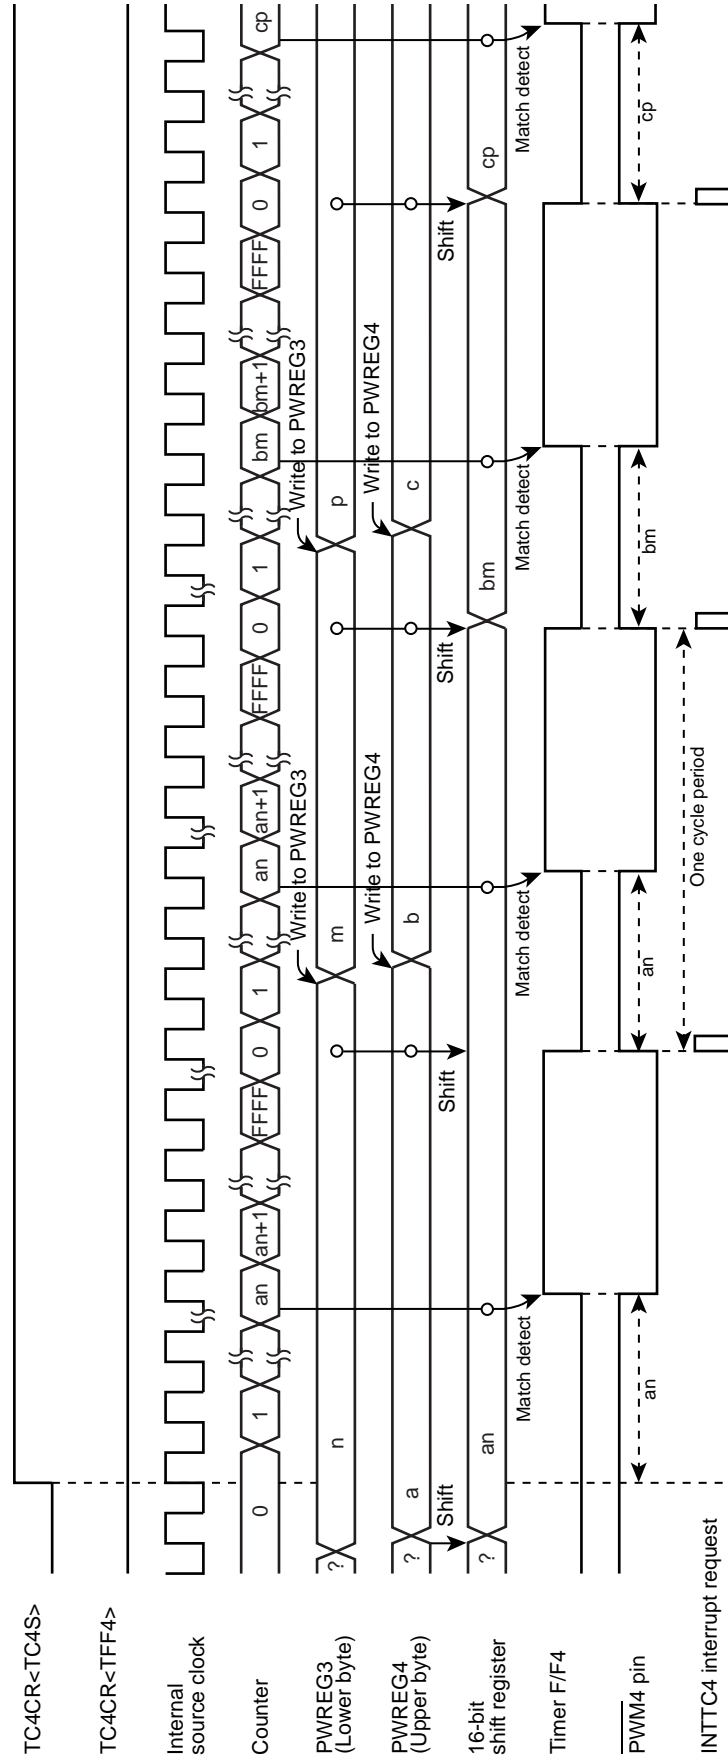 TC4CR<TC4S>
TC4CR<TFF4>
Internal
source clock
Counter
0
1
an
an+1
FFFF
0
1
an
an+1
FFFF
0
1
bm
bm+1
FFFF
0
1
cp
Write to PWREG3
Write to PWREG3
PWREG3
(Lower byte)
?
n
m
p
Write to PWREG4
Write to PWREG4
PWREG4
(Upper byte)
?
a
b
c
Shift
Shift
Shift
Shift
16-bit
shift register
?
an
bm
cp
Match detect
Match detect
Match detect
Match detect
Timer F/F4
PWM4 pin
an
an
bm
cp
One cycle period
INTTC4 interrupt request